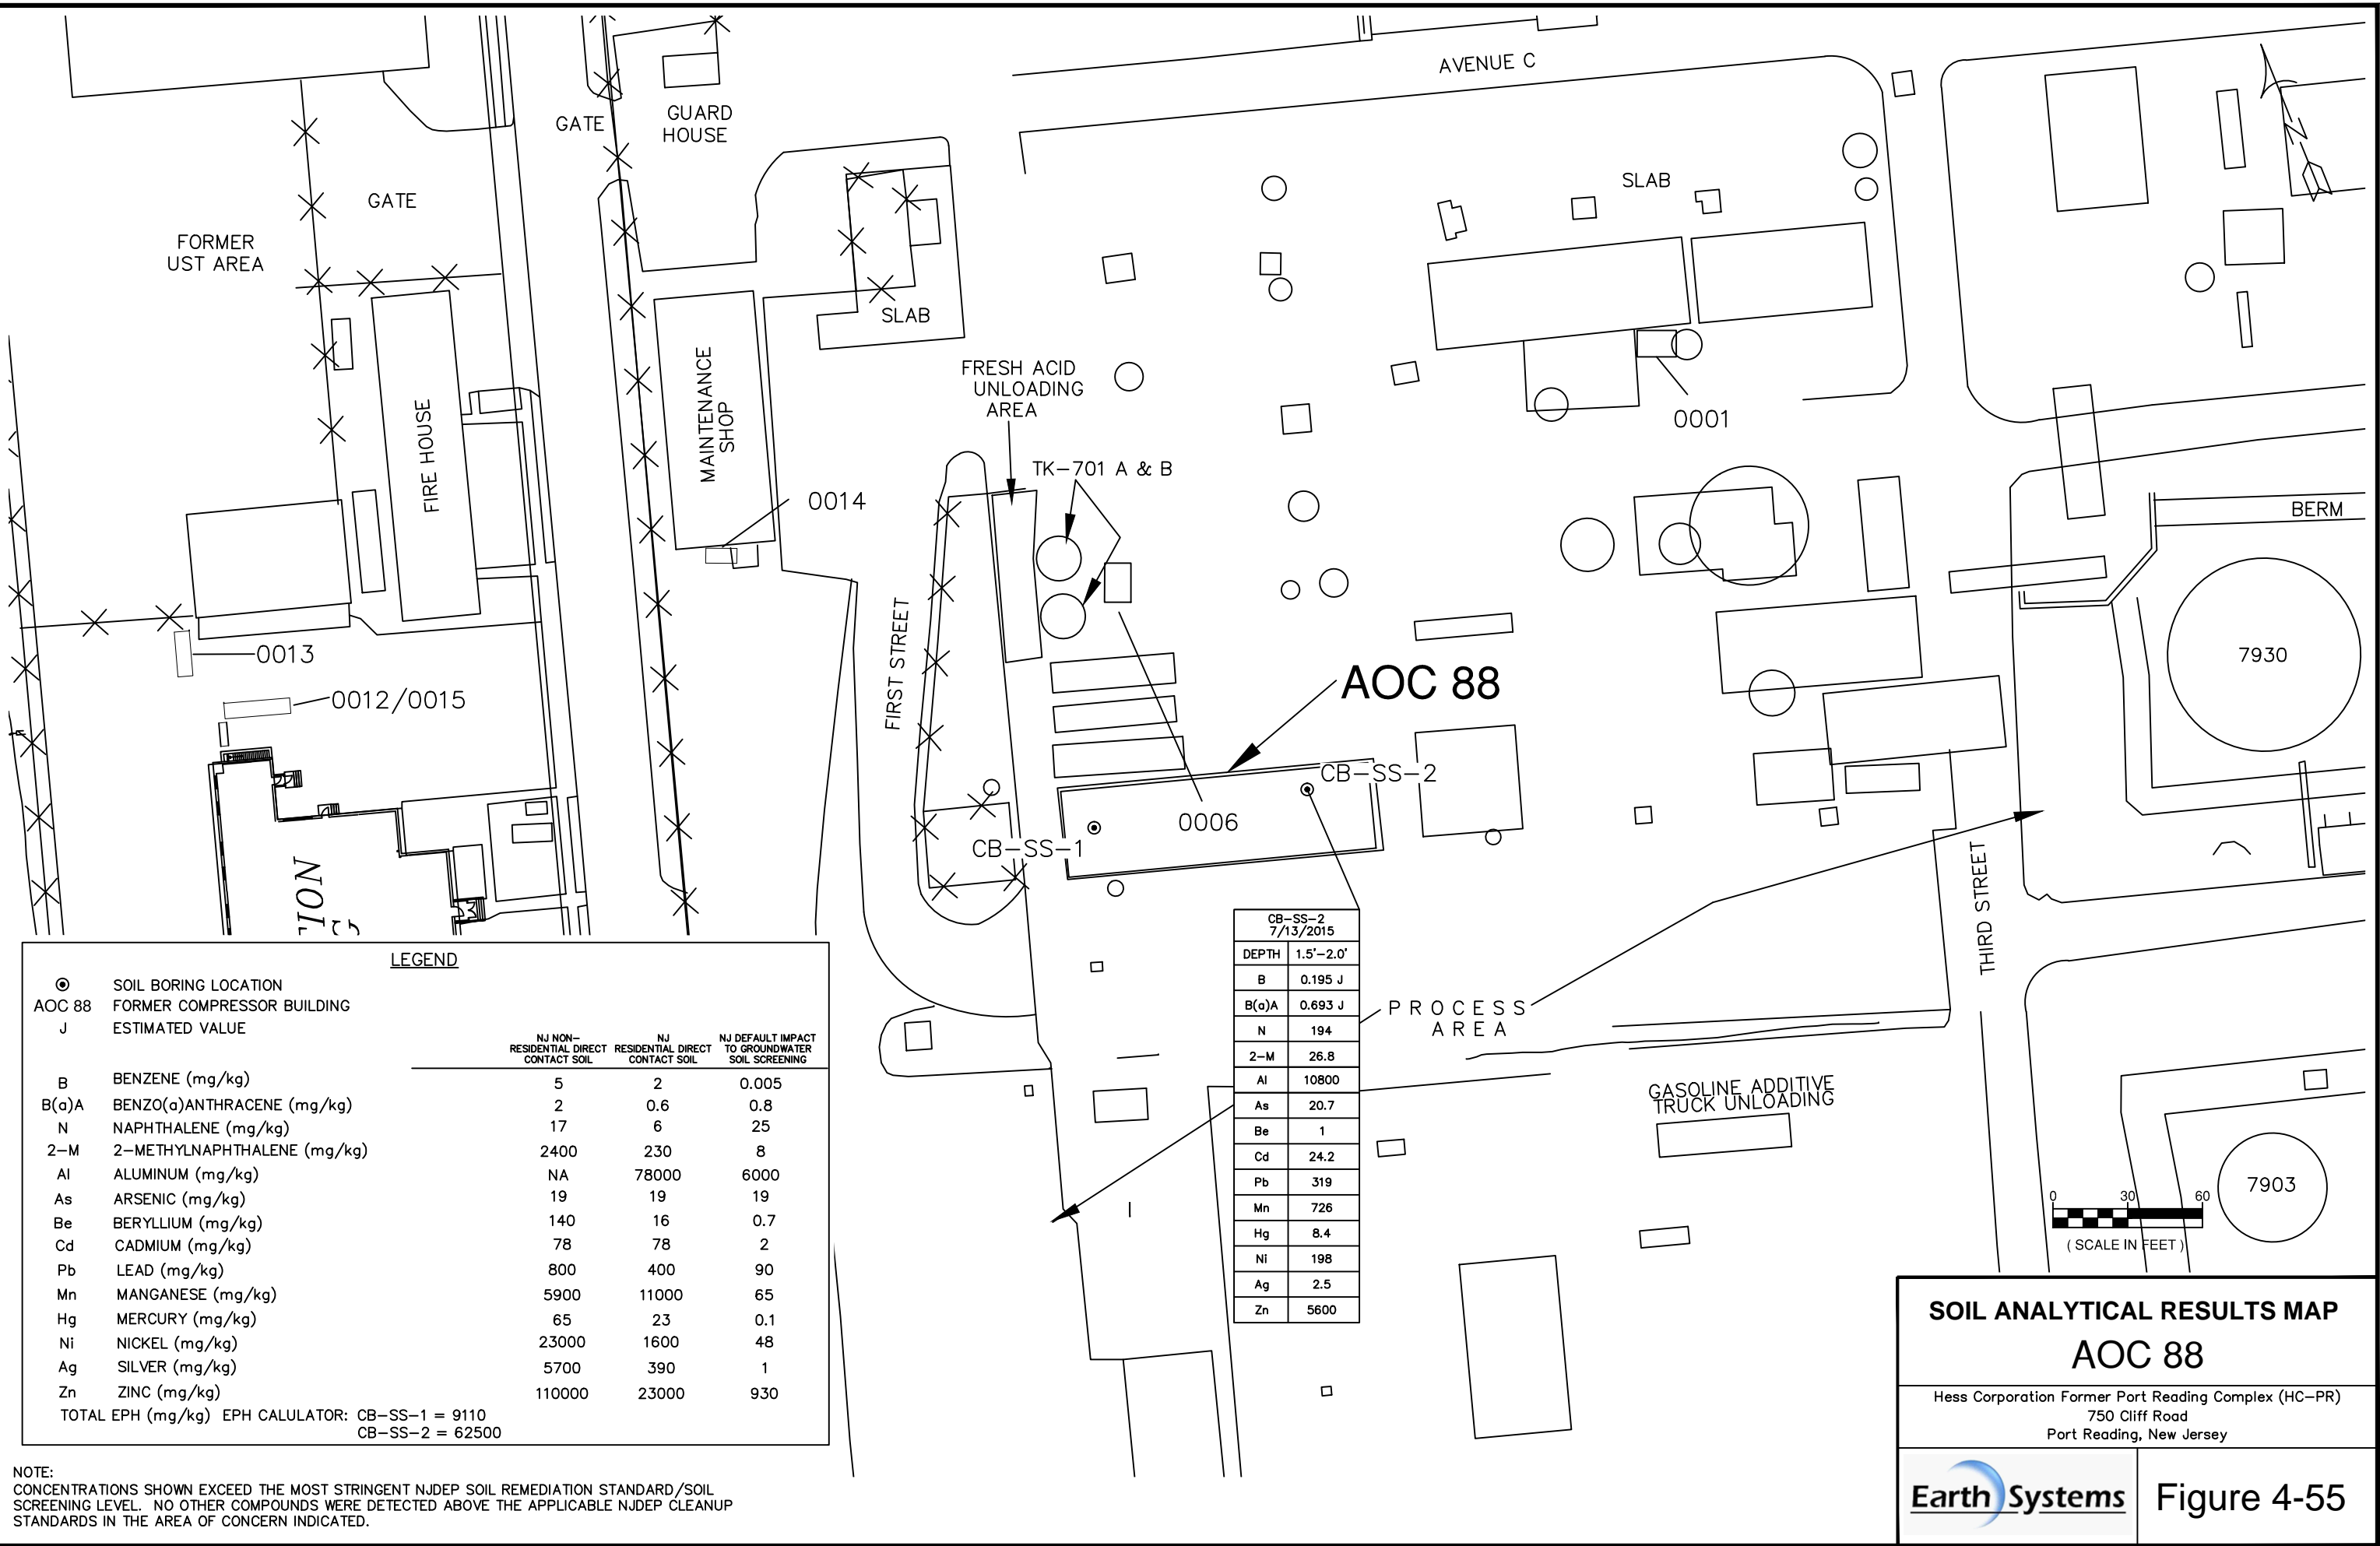 AVENUE C
GATE
GUARD
HOUSE
GATE
FORMER
UST AREA
SLAB
SLAB
N
FIRE HOUSE
MAINTENANCE
SHOP
FRESH ACID
UNLOADING
AREA
TK-701 A & B
0001
0014
BERM
7930
FIRST STREET
0013
0012/0015
AOC 88
CB-SS-2
0006
CB-SS-1
TION
THIRD STREET
PROCESS
AREA
GASOLINE ADDITIVE
TRUCK UNLOADING
7903
0 30 60
( SCALE IN FEET )
CB-SS-2
7/13/2015
DEPTH 1.5'-2.0'
B 0.195 J
B(a)A 0.693 J
N 194
2-M 26.8
Al 10800
As 20.7
Be 1
Cd 24.2
Pb 319
Mn 726
Hg 8.4
Ni 198
Ag 2.5
Zn 5600
LEGEND
SOIL BORING LOCATION
AOC 88 FORMER COMPRESSOR BUILDING
J ESTIMATED VALUE
NJ NON- NJ NJ DEFAULT IMPACT
RESIDENTIAL DIRECT RESIDENTIAL DIRECT TO GROUNDWATER
CONTACT SOIL CONTACT SOIL SOIL SCREENING
B BENZENE (mg/kg) 5 2 0.005
B(a)A BENZO(a)ANTHRACENE (mg/kg) 2 0.6 0.8
N NAPHTHALENE (mg/kg) 17 6 25
2-M 2-METHYLNAPHTHALENE (mg/kg) 2400 230 8
Al ALUMINUM (mg/kg) NA 78000 6000
As ARSENIC (mg/kg) 19 19 19
Be BERYLLIUM (mg/kg) 140 16 0.7
Cd CADMIUM (mg/kg) 78 78 2
Pb LEAD (mg/kg) 800 400 90
Mn MANGANESE (mg/kg) 5900 11000 65
Hg MERCURY (mg/kg) 65 23 0.1
Ni NICKEL (mg/kg) 23000 1600 48
Ag SILVER (mg/kg) 5700 390 1
Zn ZINC (mg/kg) 110000 23000 930
TOTAL EPH (mg/kg) EPH CALULATOR: CB-SS-1 = 9110
CB-SS-2 = 62500
NOTE:
CONCENTRATIONS SHOWN EXCEED THE MOST STRINGENT NJDEP SOIL REMEDIATION STANDARD/SOIL
SCREENING LEVEL. NO OTHER COMPOUNDS WERE DETECTED ABOVE THE APPLICABLE NJDEP CLEANUP
STANDARDS IN THE AREA OF CONCERN INDICATED.
SOIL ANALYTICAL RESULTS MAP
AOC 88
Hess Corporation Former Port Reading Complex (HC-PR)
750 Cliff Road
Port Reading, New Jersey
Earth Systems
Figure 4-55